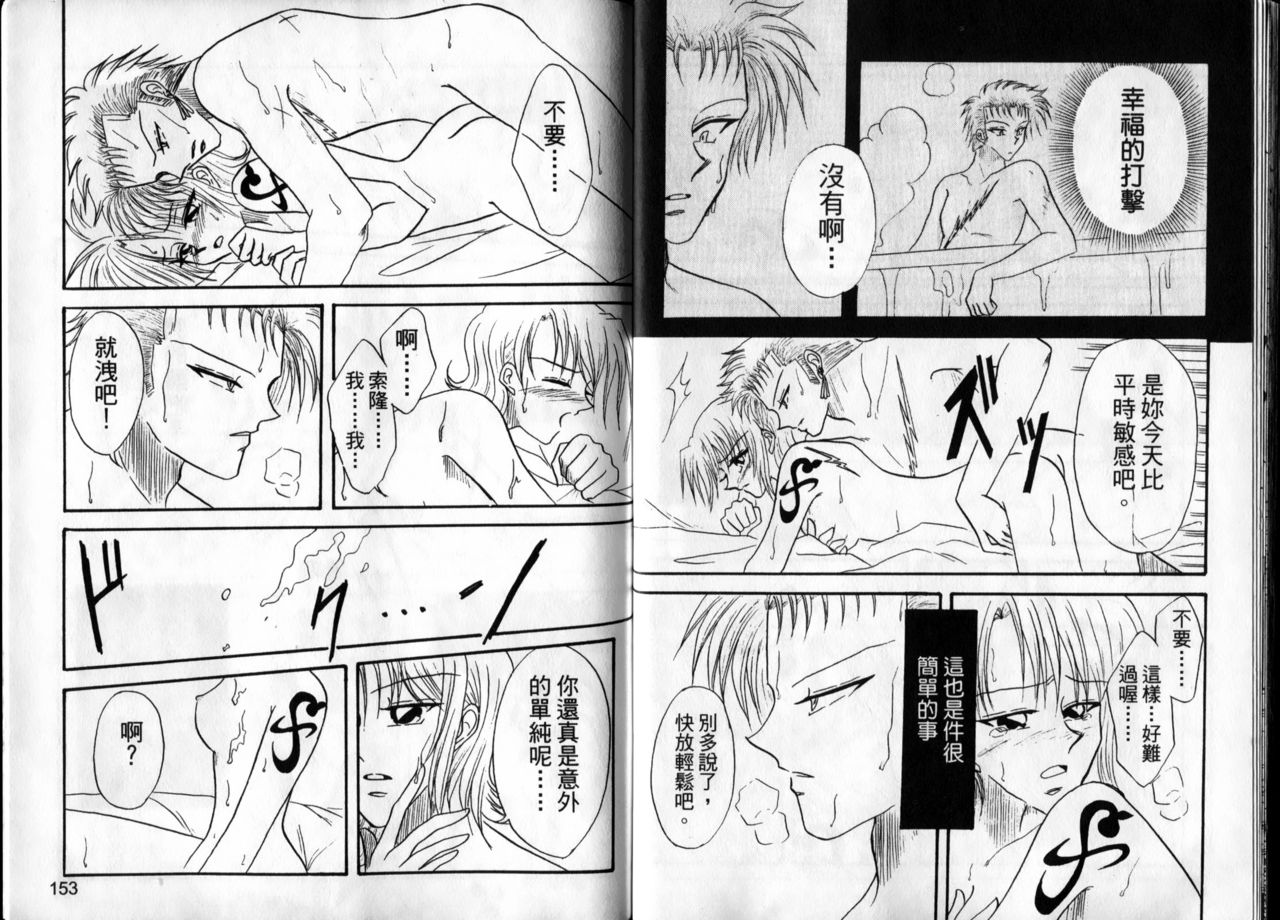 幸福的打擊
沒有啊…
是妳今天比
平時敏感吧。
ズッ
不要……
這樣…好難
過喔……
這也是件很
簡單的事
別多說了，
快放輕鬆吧。
不要……
啊……
索隆……
我……我…
就洩吧！
ドク…ーン
你還真是意外
的單純呢……
啊？
153